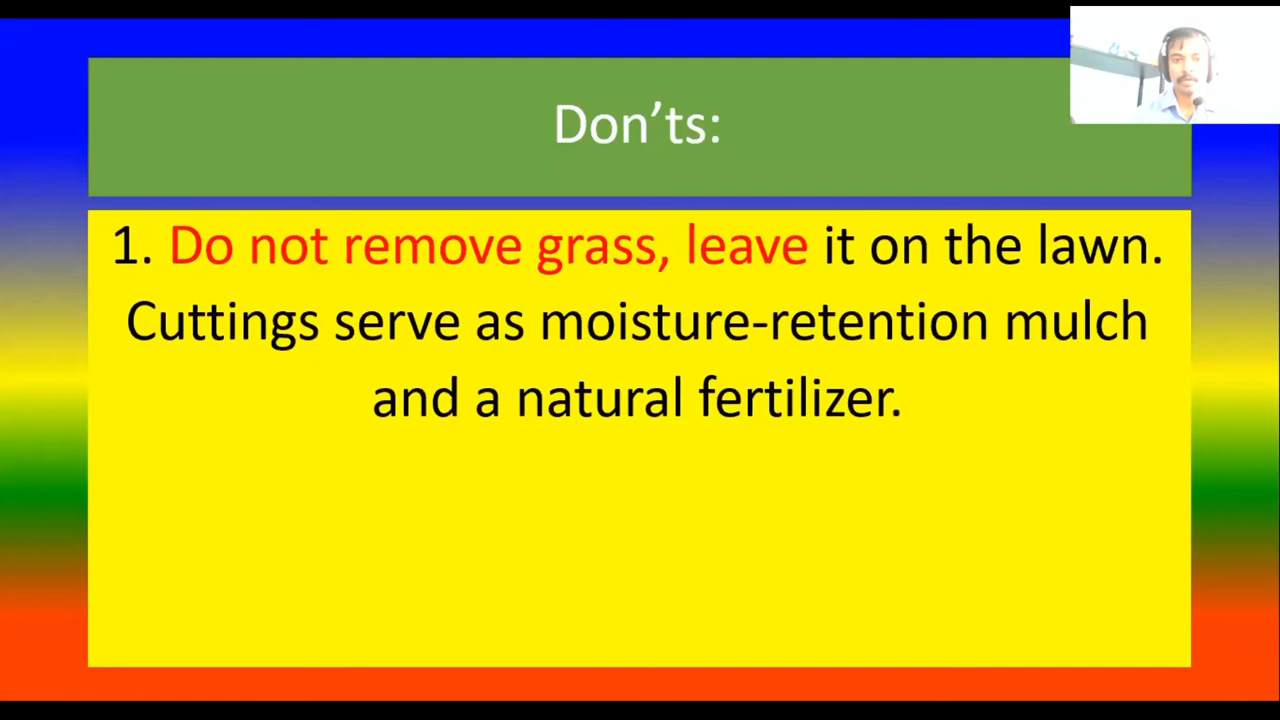 Don’ts:
1. Do not remove grass, leave it on the lawn.
Cuttings serve as moisture-retention mulch
and a natural fertilizer.